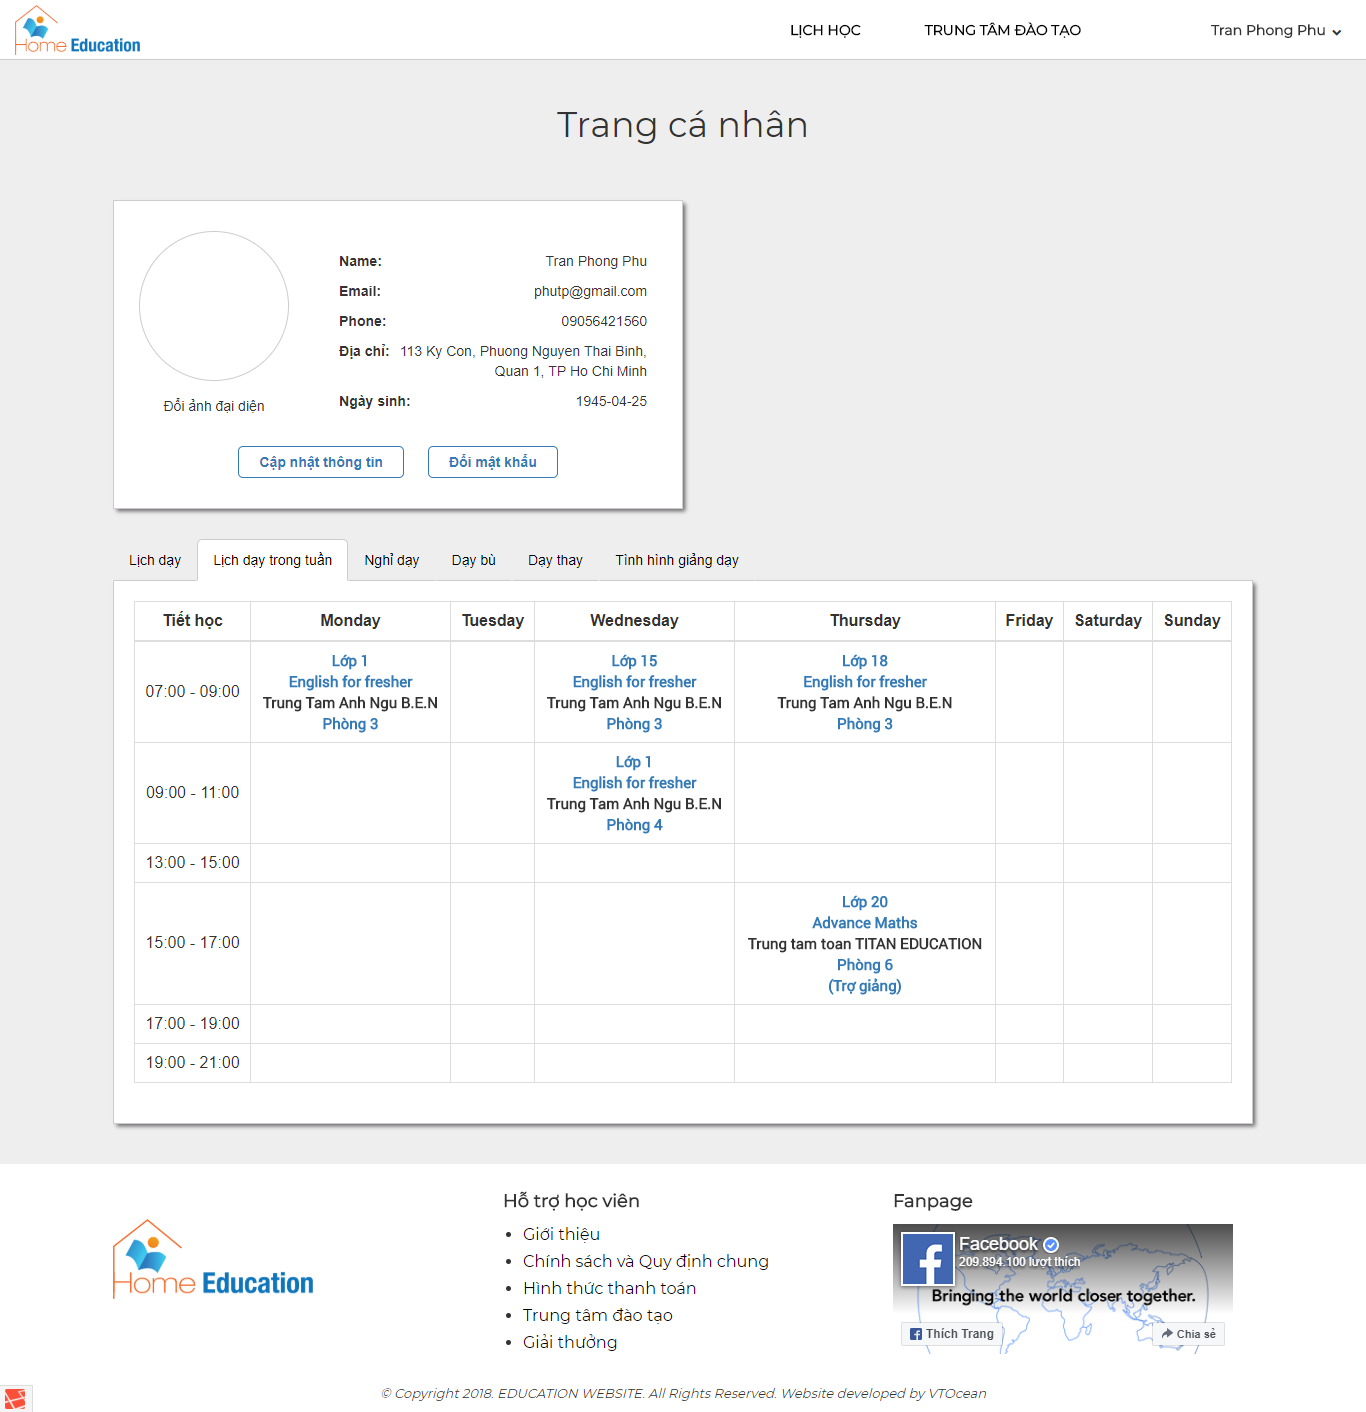 Home Education
LỊCH HỌC
TRUNG TÂM ĐÀO TẠO
Tran Phong Phu
Trang cá nhân
Name: Tran Phong Phu
Email: phutp@gmail.com
Phone: 09056421560
Địa chỉ: 113 Ky Con, Phuong Nguyen Thai Binh,
Quan 1, TP Ho Chi Minh
Ngày sinh: 1945-04-25
Đổi ảnh đại diện
Cập nhật thông tin
Đổi mật khẩu
Lịch dạy
Lịch dạy trong tuần
Nghỉ dạy
Dạy bù
Dạy thay
Tình hình giảng dạy
Tiết học Monday Tuesday Wednesday Thursday Friday Saturday Sunday
07:00 - 09:00
Lớp 1
English for fresher
Trung Tam Anh Ngu B.E.N
Phòng 3
Lớp 15
English for fresher
Trung Tam Anh Ngu B.E.N
Phòng 3
Lớp 18
English for fresher
Trung Tam Anh Ngu B.E.N
Phòng 3
09:00 - 11:00
Lớp 1
English for fresher
Trung Tam Anh Ngu B.E.N
Phòng 4
13:00 - 15:00
15:00 - 17:00
Lớp 20
Advance Maths
Trung tam toan TITAN EDUCATION
Phòng 6
(Trợ giảng)
17:00 - 19:00
19:00 - 21:00
Home Education
Hỗ trợ học viên
Giới thiệu
Chính sách và Quy định chung
Hình thức thanh toán
Trung tâm đào tạo
Giải thưởng
Fanpage
Facebook
209.894.100 lượt thích
Bringing the world closer together.
Thích Trang
Chia sẻ
© Copyright 2018. EDUCATION WEBSITE. All Rights Reserved. Website developed by VTOcean